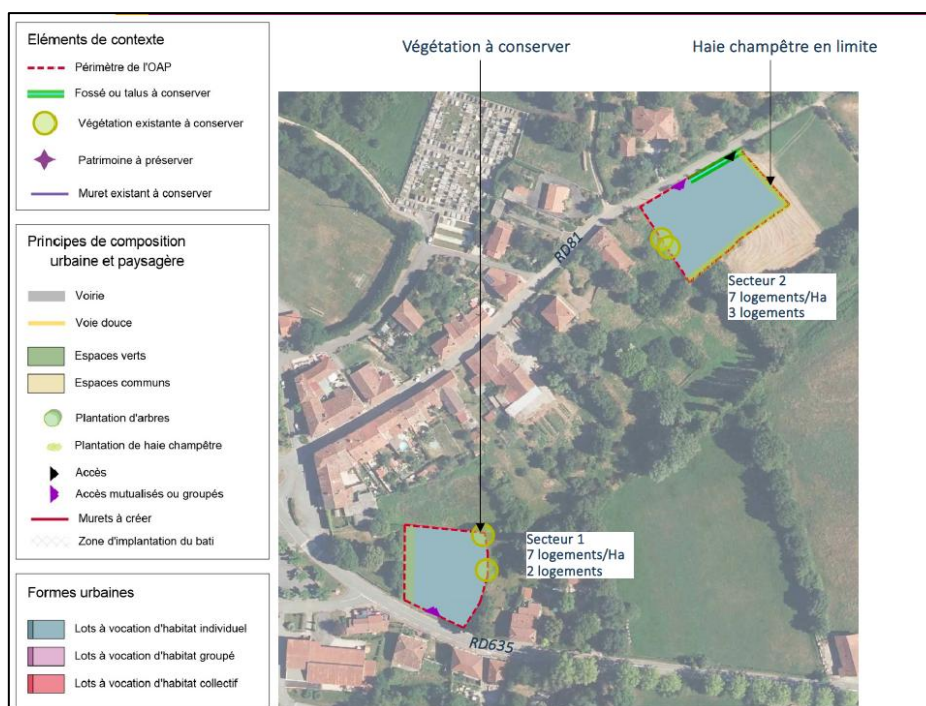 Eléments de contexte
Périmètre de l'OAP
Fossé ou talus à conserver
Végétation existante à conserver
Patrimoine à préserver
Muret existant à conserver
Principes de composition
urbaine et paysagère
Voirie
Voie douce
Espaces verts
Espaces communs
Plantation d'arbres
Plantation de haie champêtre
Accès
Accès mutualisés ou groupés
Murets à créer
Zone d'implantation du bati
Formes urbaines
Lots à vocation d'habitat individuel
Lots à vocation d'habitat groupé
Lots à vocation d'habitat collectif
Végétation à conserver
Haie champêtre en limite
RD81
Secteur 2
7 logements/Ha
3 logements
Secteur 1
7 logements/Ha
2 logements
RD635